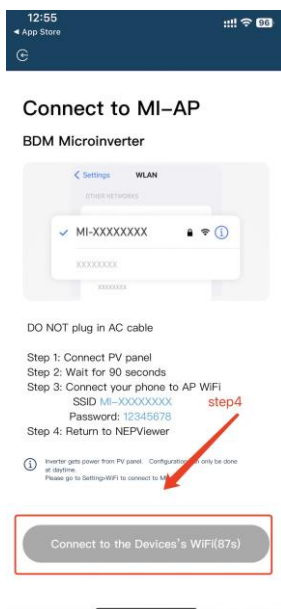 12:55
96
◀ App Store
Connect to MI-AP
BDM Microinverter
Settings
WLAN
OTHER NETWORKS
MI-XXXXXXXX
XXXXXXXX
XXXXXXXX
DO NOT plug in AC cable
Step 1: Connect PV panel
Step 2: Wait for 90 seconds
Step 3: Connect your phone to AP WiFi
SSID MI-XXXXXXXX
step4
Password: 12345678
Step 4: Return to NEPViewer
Inverter gets power from PV panel. Configuration can only be done
at daytime.
Please go to Setting>WiFi to connect to
Connect to the Devices's WiFi(87s)